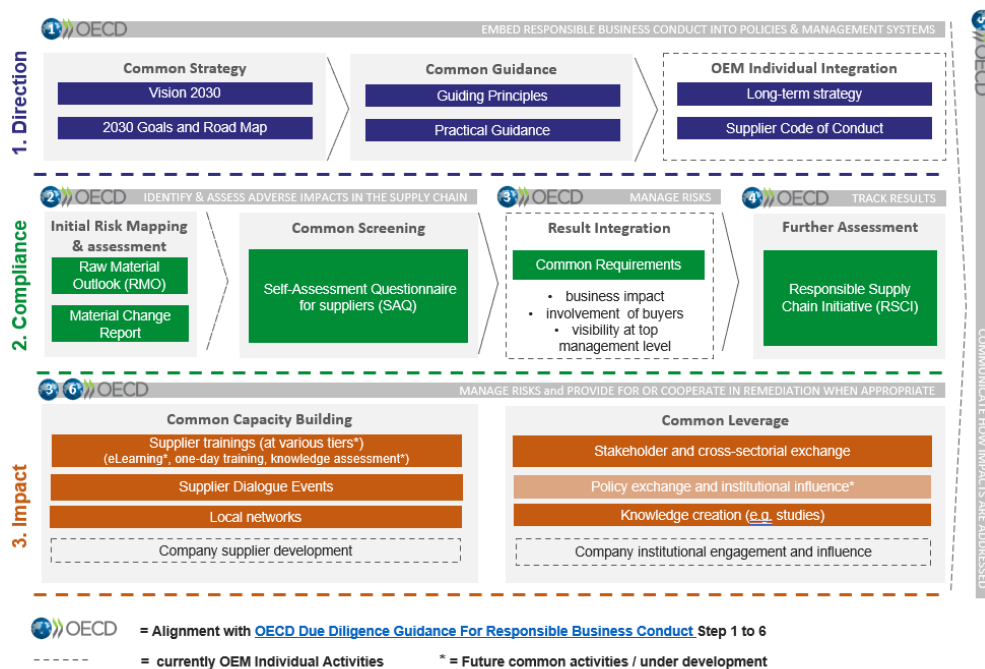 1 OECD
EMBED RESPONSIBLE BUSINESS CONDUCT INTO POLICIES & MANAGEMENT SYSTEMS
5 OECD
COMMUNICATE HOW IMPACTS ARE ADDRESSED
1. Direction
Common Strategy
Vision 2030
2030 Goals and Road Map
Common Guidance
Guiding Principles
Practical Guidance
OEM Individual Integration
Long-term strategy
Supplier Code of Conduct
2. Compliance
2 OECD
IDENTIFY & ASSESS ADVERSE IMPACTS IN THE SUPPLY CHAIN
3 OECD
MANAGE RISKS
4 OECD
TRACK RESULTS
Initial Risk Mapping
& assessment
Raw Material
Outlook (RMO)
Material Change
Report
Common Screening
Self-Assessment Questionnaire
for suppliers (SAQ)
Result Integration
Common Requirements
• business impact
• involvement of buyers
• visibility at top
management level
Further Assessment
Responsible Supply
Chain Initiative (RSCI)
3. Impact
3 6 OECD
MANAGE RISKS and PROVIDE FOR OR COOPERATE IN REMEDIATION WHEN APPROPRIATE
Common Capacity Building
Supplier trainings (at various tiers*)
(eLearning*, one-day training, knowledge assessment*)
Supplier Dialogue Events
Local networks
Company supplier development
Common Leverage
Stakeholder and cross-sectorial exchange
Policy exchange and institutional influence*
Knowledge creation (e.g. studies)
Company institutional engagement and influence
OECD = Alignment with OECD Due Diligence Guidance For Responsible Business Conduct Step 1 to 6
----- = currently OEM Individual Activities * = Future common activities / under development